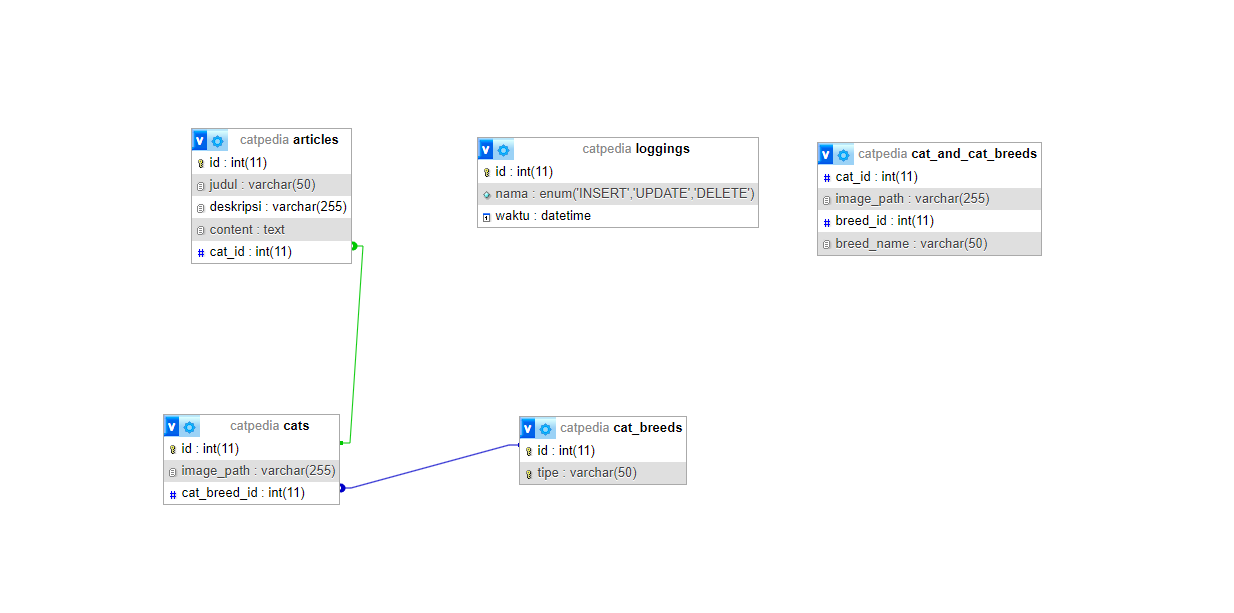 catpedia articles
id : int(11)
judul : varchar(50)
deskripsi : varchar(255)
content : text
# cat_id : int(11)
catpedia loggings
id : int(11)
nama : enum('INSERT','UPDATE','DELETE')
waktu : datetime
catpedia cat_and_cat_breeds
# cat_id : int(11)
image_path : varchar(255)
# breed_id : int(11)
breed_name : varchar(50)
catpedia cats
id : int(11)
image_path : varchar(255)
# cat_breed_id : int(11)
catpedia cat_breeds
id : int(11)
tipe : varchar(50)